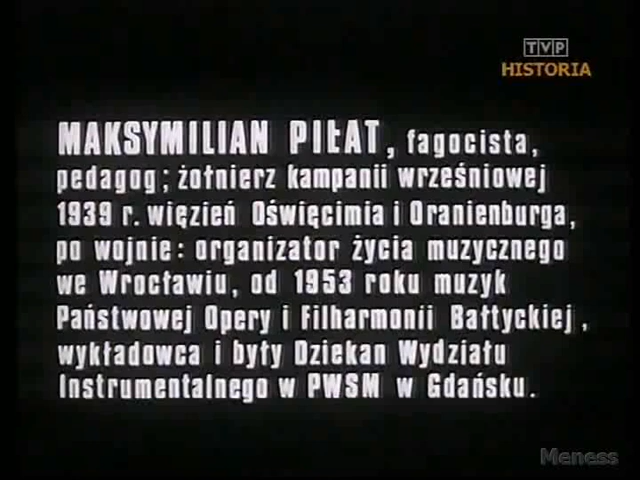 TVP
HISTORIA
MAKSYMILIAN PIŁAT, fagocista,
pedagog; żołnierz kampanii wrześniowej
1939 r. więzień Oświęcimia i Oranienburga,
po wojnie: organizator życia muzycznego
we Wrocławiu, od 1953 roku muzyk
Państwowej Opery i Filharmonii Bałtyckiej,
wykładowca i były Dziekan Wydziału
Instrumentalnego w PWSM w Gdańsku.
Meness